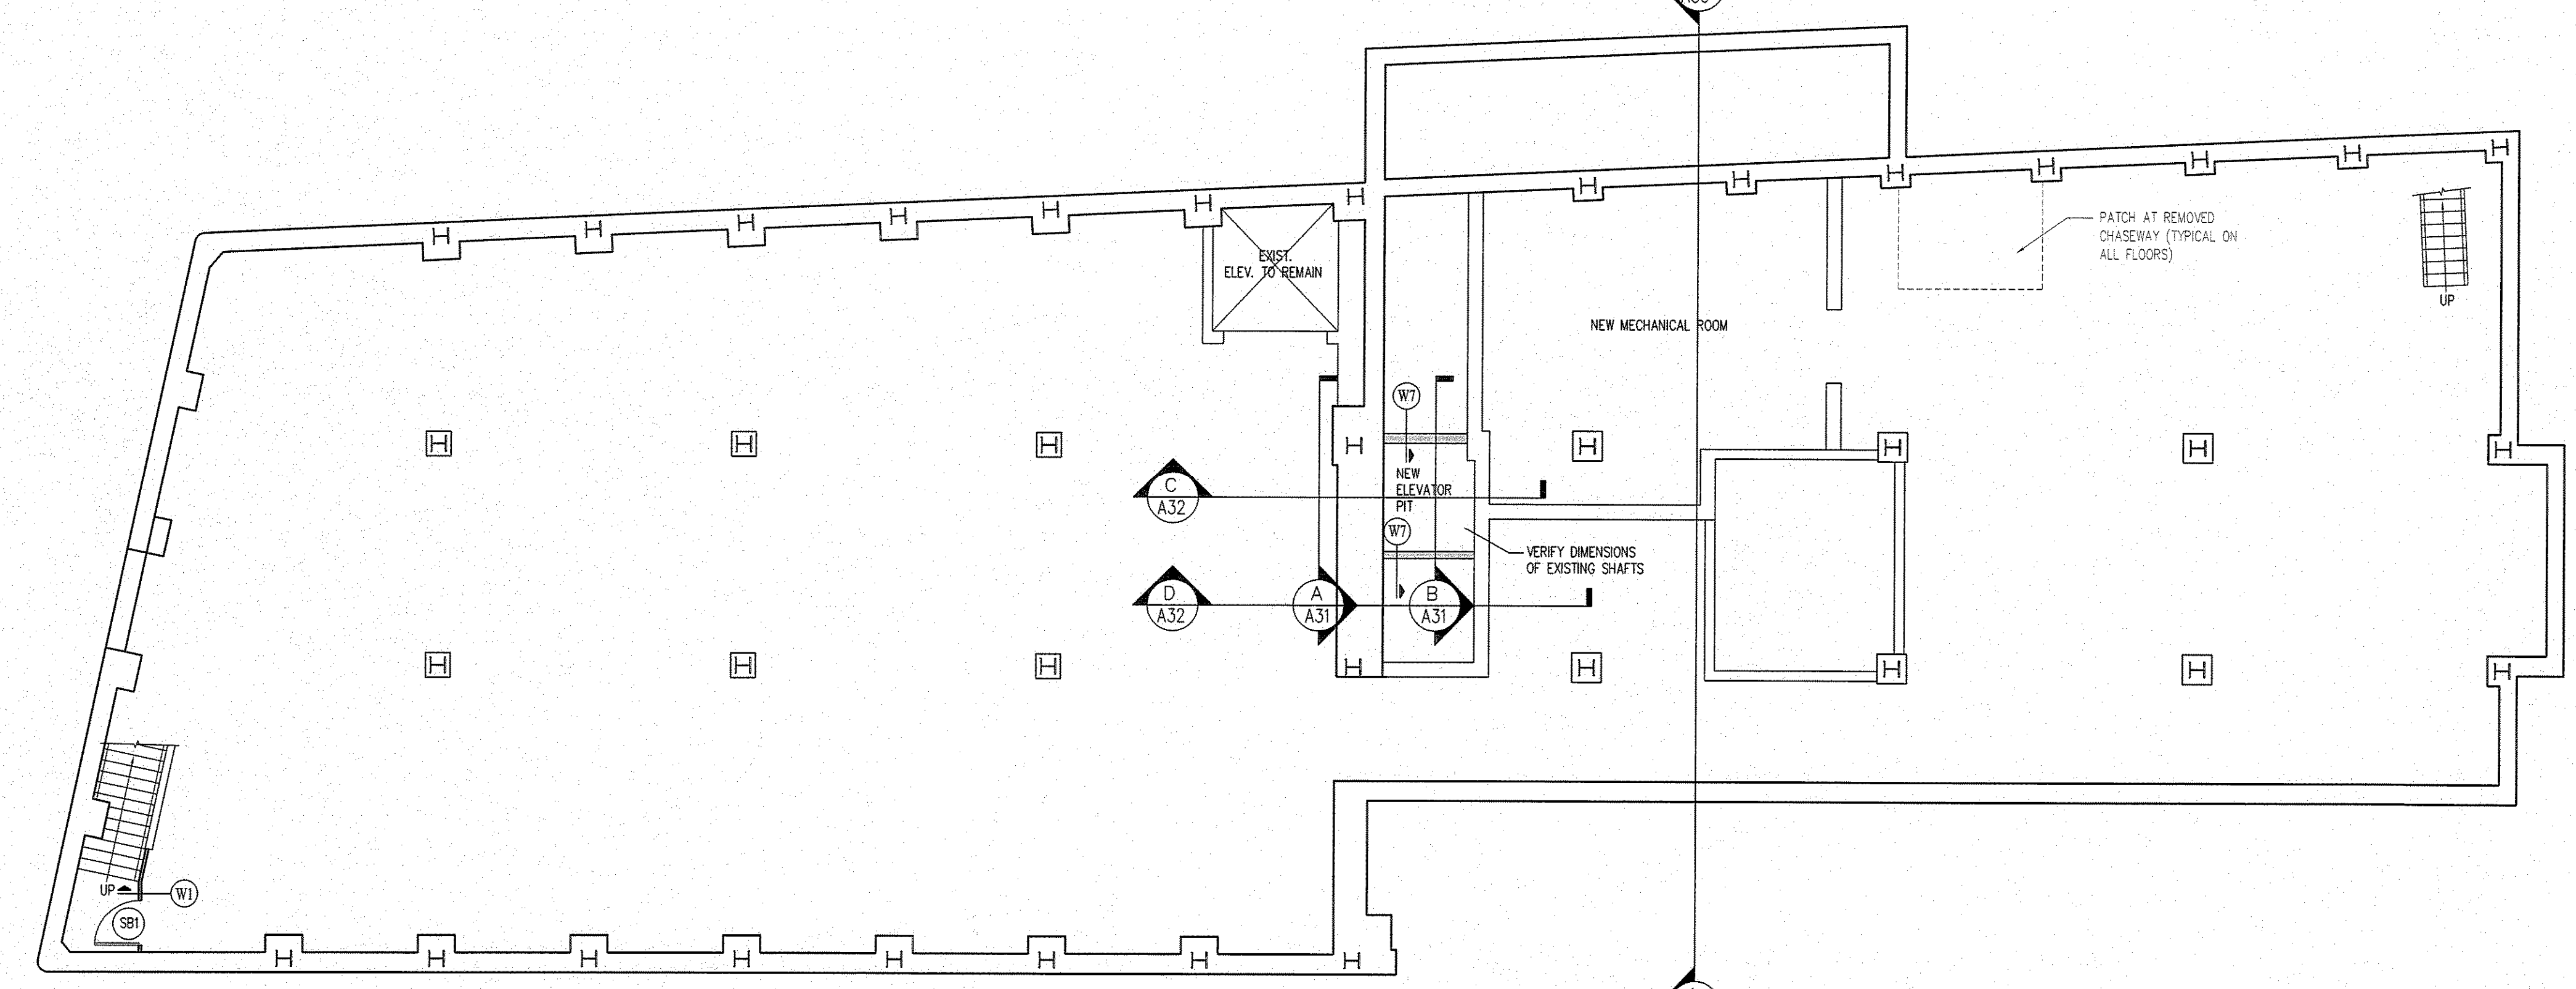 PATCH AT REMOVED
CHASEWAY (TYPICAL ON
ALL FLOORS)
EXIST.
ELEV. TO REMAIN
UP
NEW MECHANICAL ROOM
W7
NEW
ELEVATOR
PIT
C
A32
W7
VERIFY DIMENSIONS
OF EXISTING SHAFTS
D
A32
A
A31
B
A31
UP
W1
SB1